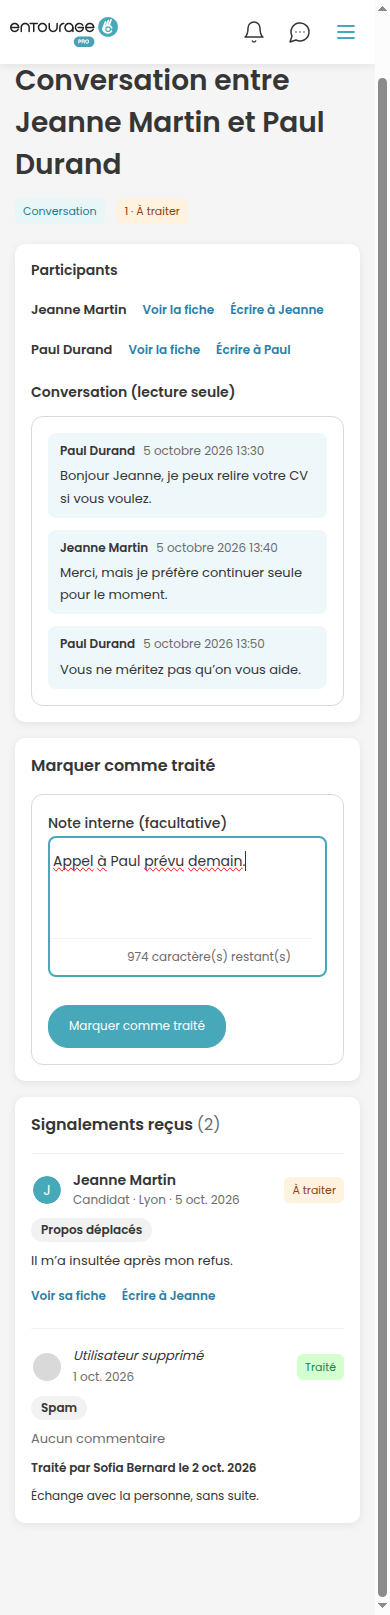 entourage
PRO
Conversation entre
Jeanne Martin et Paul
Durand
Conversation
1 · À traiter
Participants
Jeanne Martin Voir la fiche Écrire à Jeanne
Paul Durand Voir la fiche Écrire à Paul
Conversation (lecture seule)
Paul Durand 5 octobre 2026 13:30
Bonjour Jeanne, je peux relire votre CV
si vous voulez.
Jeanne Martin 5 octobre 2026 13:40
Merci, mais je préfère continuer seule
pour le moment.
Paul Durand 5 octobre 2026 13:50
Vous ne méritez pas qu’on vous aide.
Marquer comme traité
Note interne (facultative)
Appel à Paul prévu demain.
974 caractère(s) restant(s)
Marquer comme traité
Signalements reçus (2)
J
Jeanne Martin
Candidat · Lyon · 5 oct. 2026
À traiter
Propos déplacés
Il m’a insultée après mon refus.
Voir sa fiche Écrire à Jeanne
Utilisateur supprimé
1 oct. 2026
Traité
Spam
Aucun commentaire
Traité par Sofia Bernard le 2 oct. 2026
Échange avec la personne, sans suite.